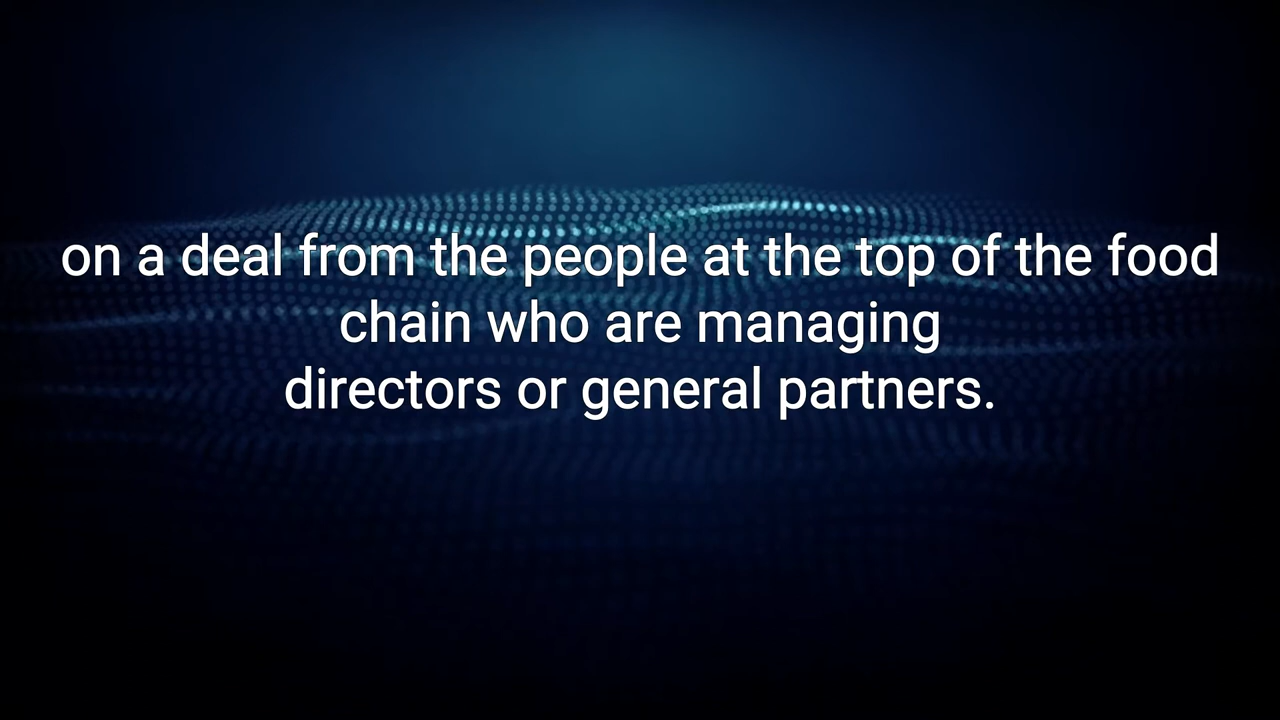 on a deal from the people at the top of the food
chain who are managing
directors or general partners.